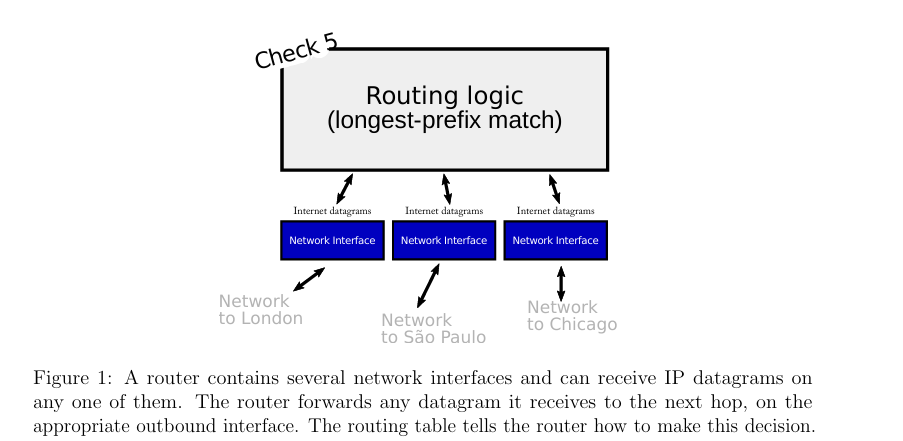 Check 5
Routing logic
(longest-prefix match)
Internet datagrams
Internet datagrams
Internet datagrams
Network Interface
Network Interface
Network Interface
Network
to London
Network
to São Paulo
Network
to Chicago
Figure 1: A router contains several network interfaces and can receive IP datagrams on
any one of them. The router forwards any datagram it receives to the next hop, on the
appropriate outbound interface. The routing table tells the router how to make this decision.